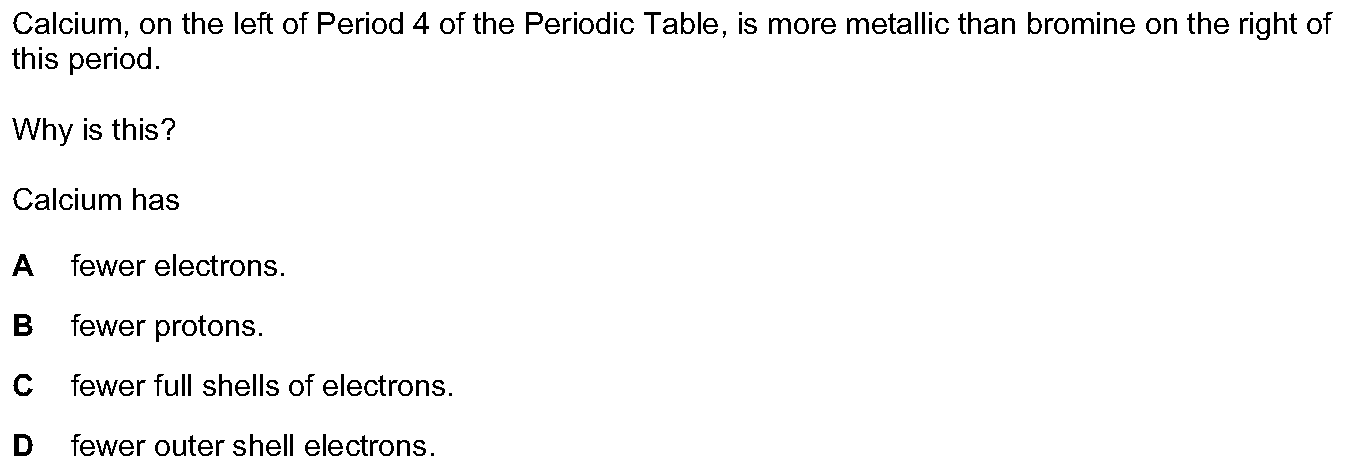 Calcium, on the left of Period 4 of the Periodic Table, is more metallic than bromine on the right of
this period.
Why is this?
Calcium has
A fewer electrons.
B fewer protons.
C fewer full shells of electrons.
D fewer outer shell electrons.